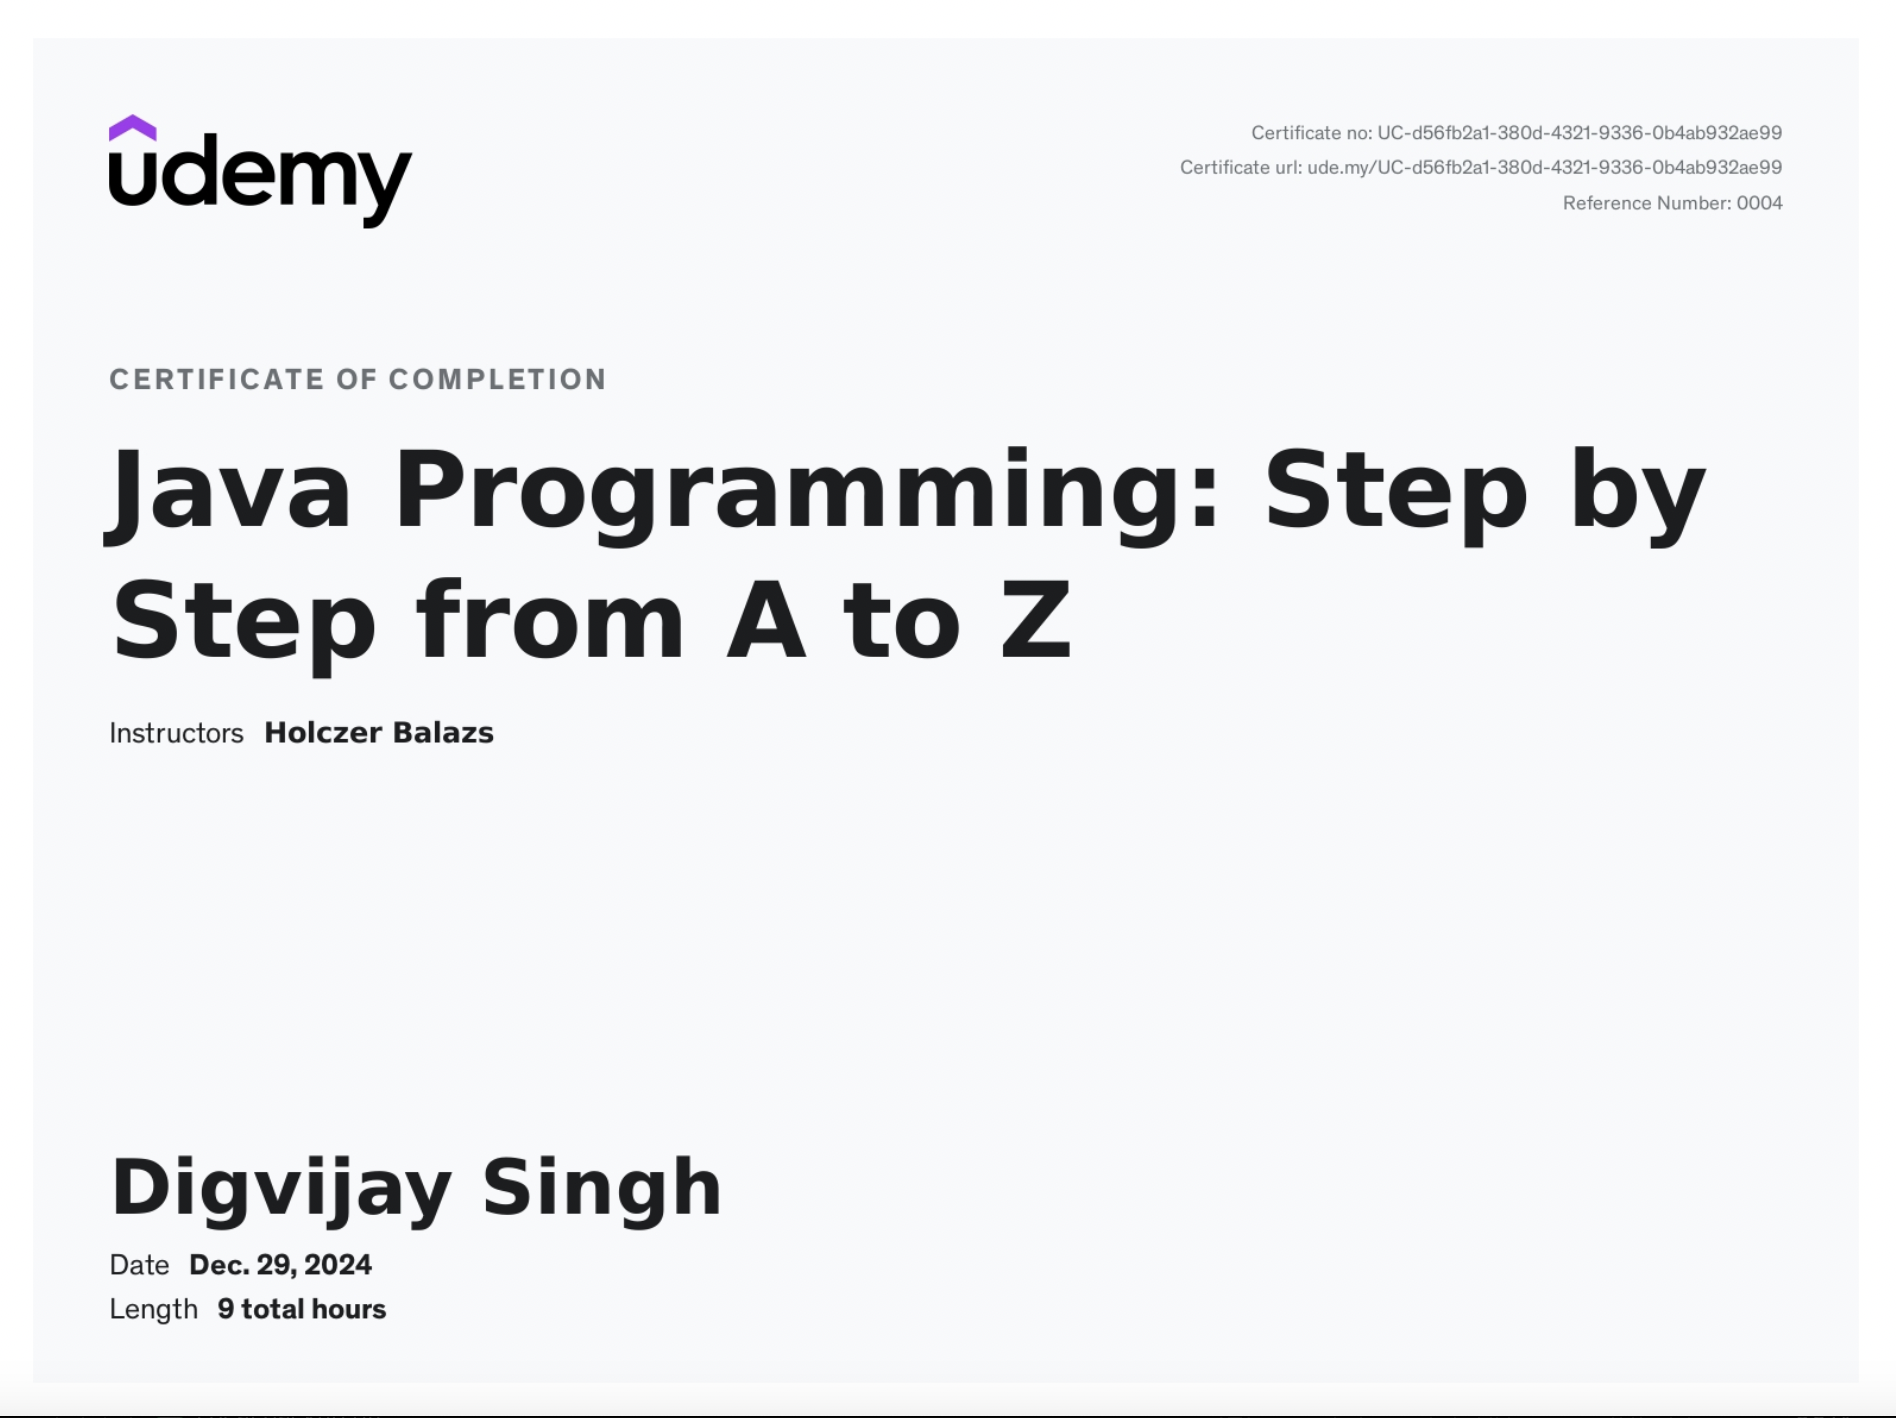 udemy
Certificate no: UC-d56fb2a1-380d-4321-9336-0b4ab932ae99
Certificate url: ude.my/UC-d56fb2a1-380d-4321-9336-0b4ab932ae99
Reference Number: 0004
CERTIFICATE OF COMPLETION
Java Programming: Step by
Step from A to Z
Instructors Holczer Balazs
Digvijay Singh
Date Dec. 29, 2024
Length 9 total hours